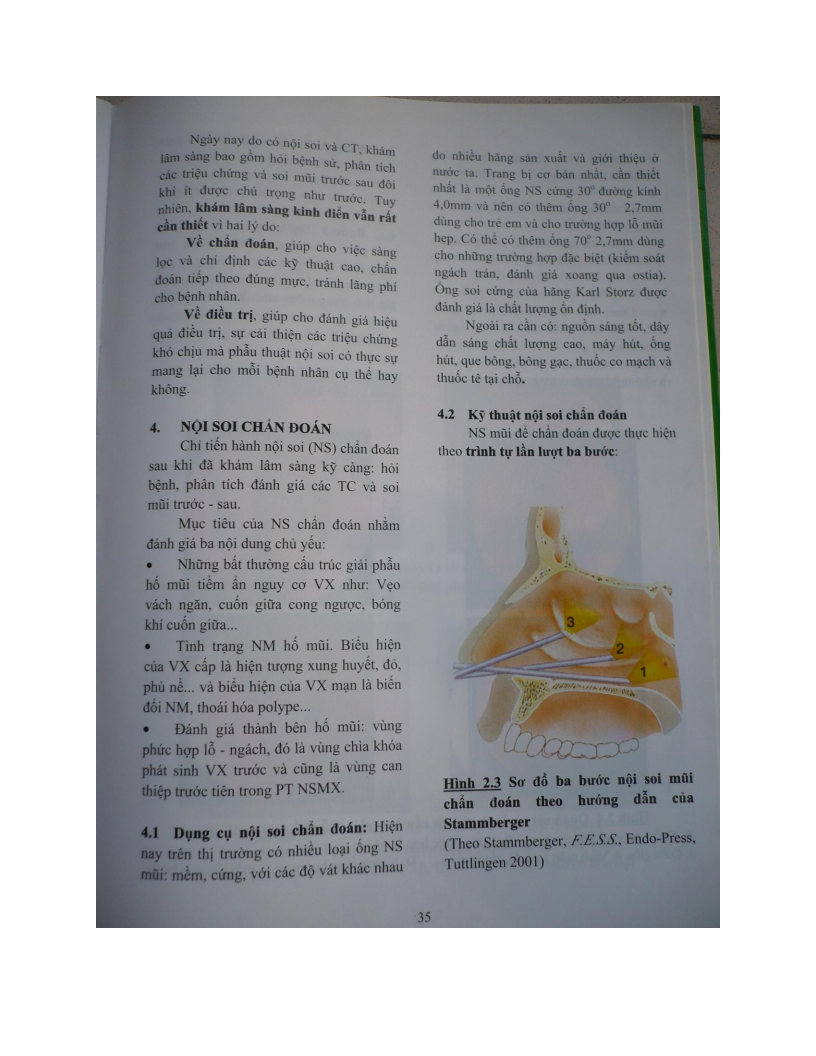 Ngày nay do có nội soi và CT, khám
lâm sàng bao gồm hỏi bệnh sử, phân tích
các triệu chứng và soi mũi trước sau đôi
khi ít được chú trọng như trước. Tuy
nhiên, khám lâm sàng kinh điển vẫn rất
cần thiết vì hai lý do:
Về chẩn đoán, giúp cho việc sàng
lọc và chỉ định các kỹ thuật cao, chẩn
đoán tiếp theo đúng mực, tránh lãng phí
cho bệnh nhân.
Về điều trị, giúp cho đánh giá hiệu
quả điều trị, sự cải thiện các triệu chứng
khó chịu mà phẫu thuật nội soi có thực sự
mang lại cho mỗi bệnh nhân cụ thể hay
không.
4. NỘI SOI CHẨN ĐOÁN
Chỉ tiến hành nội soi (NS) chẩn đoán
sau khi đã khám lâm sàng kỹ càng: hỏi
bệnh, phân tích đánh giá các TC và soi
mũi trước - sau.
Mục tiêu của NS chẩn đoán nhằm
đánh giá ba nội dung chủ yếu:
• Những bất thường cấu trúc giải phẫu
hố mũi tiềm ẩn nguy cơ VX như: Vẹo
vách ngăn, cuốn giữa cong ngược, bóng
khí cuốn giữa...
• Tình trạng NM hố mũi. Biểu hiện
của VX cấp là hiện tượng xung huyết, đỏ,
phù nề... và biểu hiện của VX mạn là biến
đổi NM, thoái hóa polype...
• Đánh giá thành bên hố mũi: vùng
phức hợp lỗ - ngách, đó là vùng chìa khóa
phát sinh VX trước và cũng là vùng can
thiệp trước tiên trong PT NSMX.
4.1 Dụng cụ nội soi chẩn đoán: Hiện
nay trên thị trường có nhiều loại ống NS
mũi: mềm, cứng, với các độ vát khác nhau
do nhiều hãng sản xuất và giới thiệu ở
nước ta. Trang bị cơ bản nhất, cần thiết
nhất là một ống NS cứng 30° đường kính
4,0mm và nên có thêm ống 30° 2,7mm
dùng cho trẻ em và cho trường hợp lỗ mũi
hẹp. Có thể có thêm ống 70° 2,7mm dùng
cho những trường hợp đặc biệt (kiểm soát
ngách trán, đánh giá xoang qua ostia).
Ống soi cứng của hãng Karl Storz được
đánh giá là chất lượng ổn định.
Ngoài ra cần có: nguồn sáng tốt, dây
dẫn sáng chất lượng cao, máy hút, ống
hút, que bông, bông gạc, thuốc co mạch và
thuốc tê tại chỗ.
4.2 Kỹ thuật nội soi chẩn đoán
NS mũi để chẩn đoán được thực hiện
theo trình tự lần lượt ba bước:
3
2
1
Hình 2.3 Sơ đồ ba bước nội soi mũi
chẩn đoán theo hướng dẫn của
Stammberger
(Theo Stammberger, F.E.S.S., Endo-Press,
Tuttlingen 2001)
35